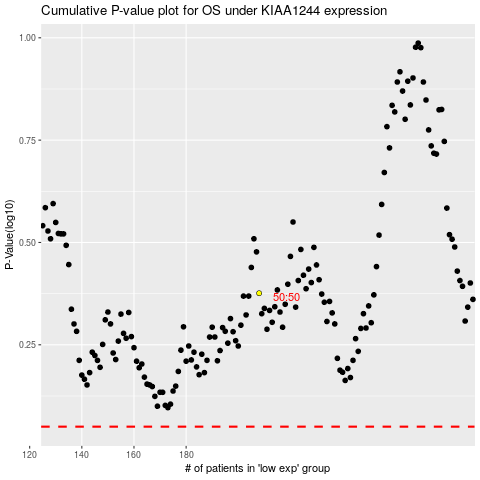 Cumulative P-value plot for OS under KIAA1244 expression
P-Value(log10)
1.00
0.75
0.50
0.25
50:50
120 140 160 180
# of patients in 'low exp' group